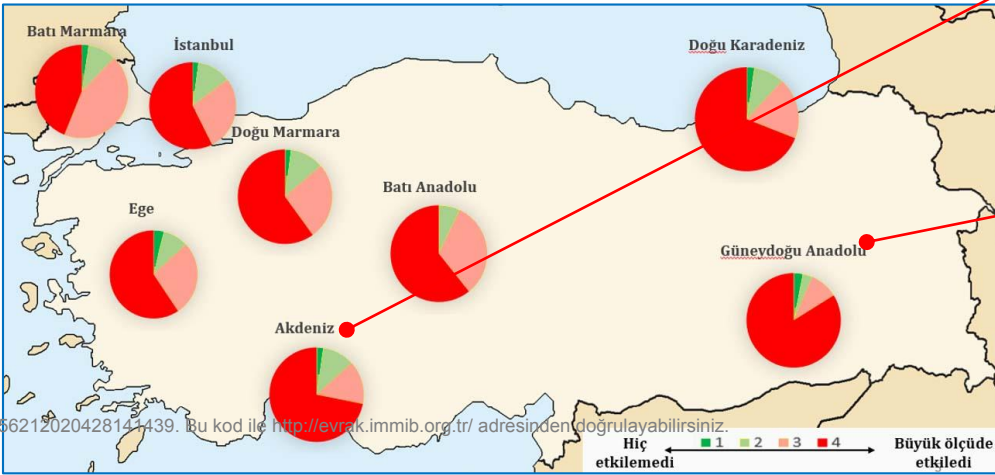 Batı Marmara
İstanbul
Doğu Karadeniz
Doğu Marmara
Batı Anadolu
Ege
Güneydoğu Anadolu
Akdeniz
56212020428141439. Bu kod ile http://evrak.immib.org.tr/ adresinden doğrulayabilirsiniz.
Hiç etkilemedi
1 2 3 4
Büyük ölçüde etkiledi